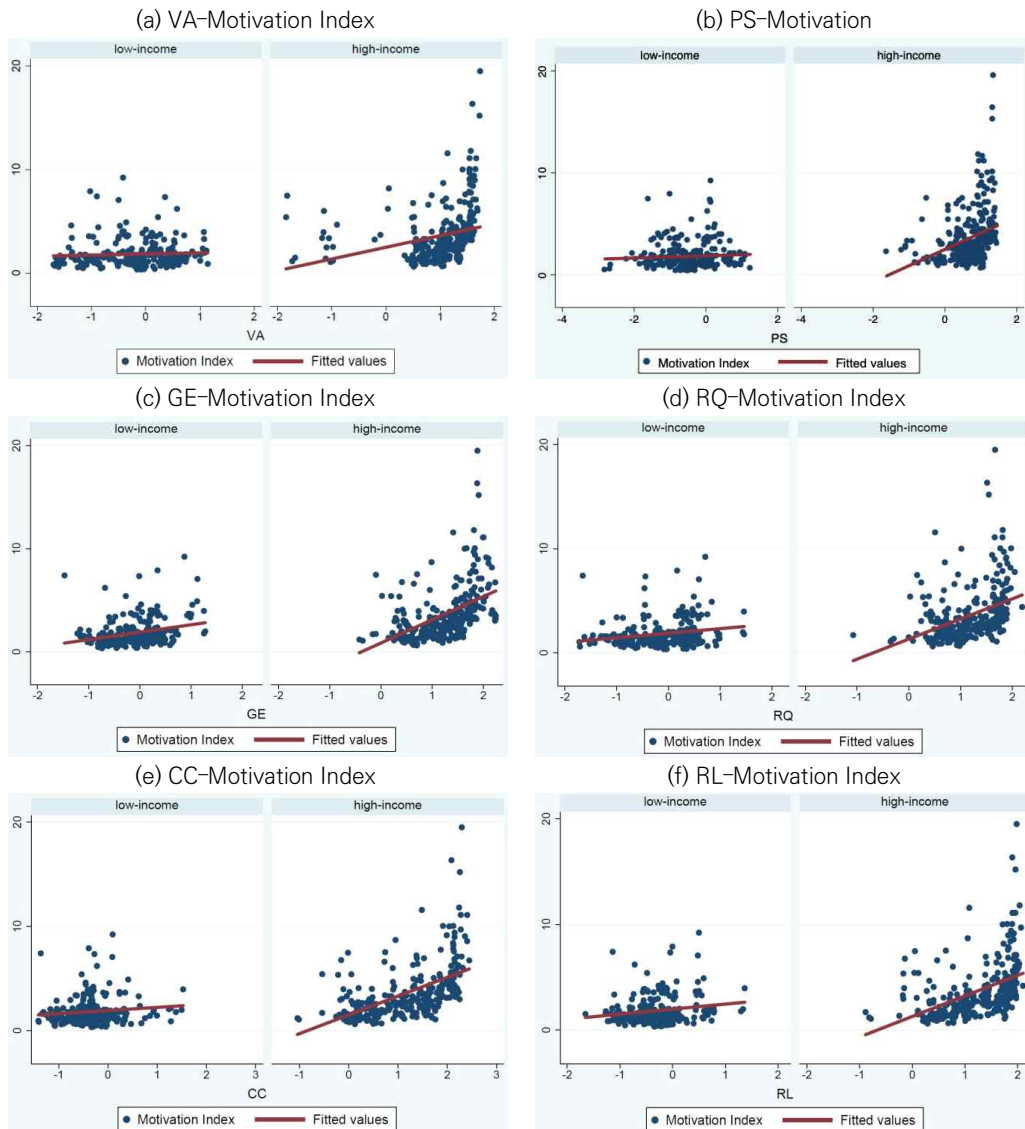 (a) VA–Motivation Index
low-income high-income
20
10
0
-2 -1 0 1 2 -2 -1 0 1 2
VA
Motivation Index Fitted values
(b) PS–Motivation
low-income high-income
20
10
0
-4 -2 0 2 -4 -2 0 2
PS
Motivation Index Fitted values
(c) GE–Motivation Index
low-income high-income
20
10
0
-2 -1 0 1 2 -2 -1 0 1 2
GE
Motivation Index Fitted values
(d) RQ–Motivation Index
low-income high-income
20
10
0
-2 -1 0 1 2 -2 -1 0 1 2
RQ
Motivation Index Fitted values
(e) CC–Motivation Index
low-income high-income
20
10
0
-1 0 1 2 3 -1 0 1 2 3
CC
Motivation Index Fitted values
(f) RL–Motivation Index
low-income high-income
20
10
0
-2 -1 0 1 2 -2 -1 0 1 2
RL
Motivation Index Fitted values